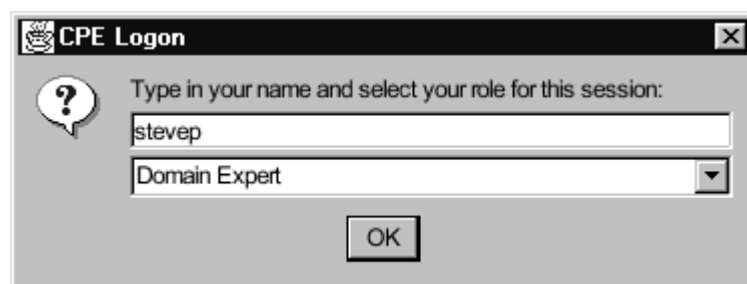 CPE Logon
Type in your name and select your role for this session:
stevep
Domain Expert
OK